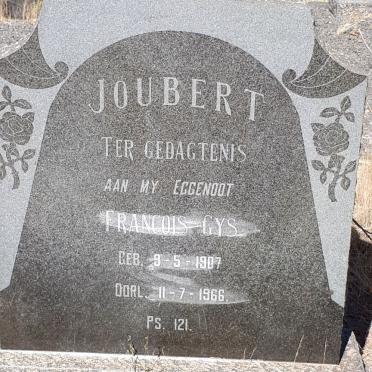 JOUBERT
TER GEDAGTENIS
AAN MY EGGENOOT
FRANCOIS GYS
GEB. 9-5-1907
OORL. 11-7-1966.
PS. 121.